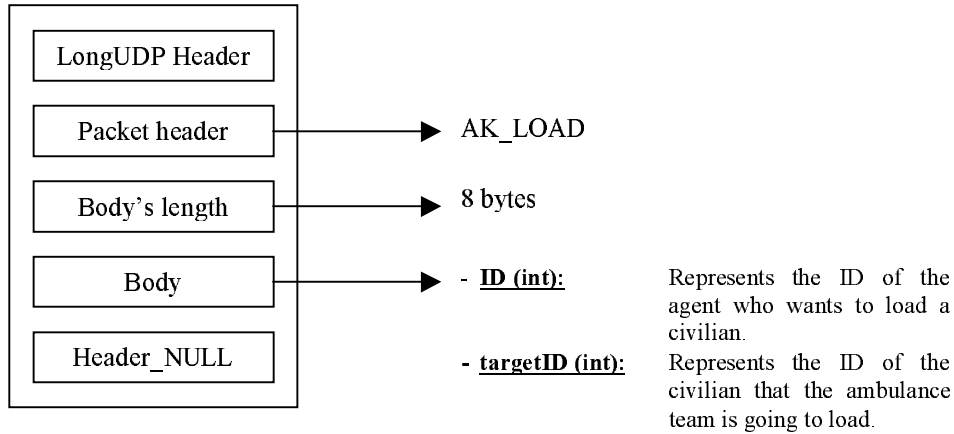 LongUDP Header
Packet header
AK_LOAD
Body's length
8 bytes
Body
- ID (int):
Represents the ID of the
agent who wants to load a
civilian.
Header_NULL
- targetID (int):
Represents the ID of the
civilian that the ambulance
team is going to load.